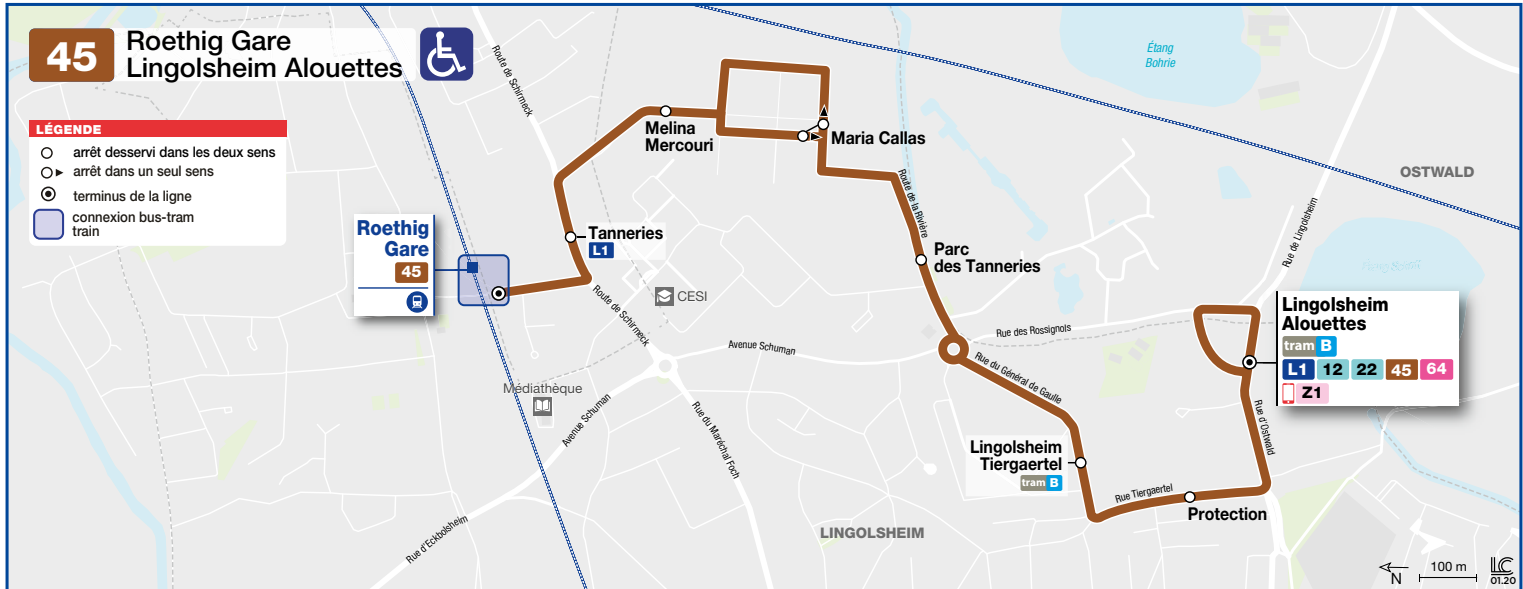 45
Roethig Gare
Lingolsheim Alouettes
LÉGENDE
arrêt desservi dans les deux sens
arrêt dans un seul sens
terminus de la ligne
connexion bus-tram
train
Route de Schirmeck
Étang
Bohrie
OSTWALD
Melina
Mercouri
Maria Callas
Route de la Rivière
Rue de Lingolsheim
Roethig
Gare
45
Tanneries
L1
Parc
des Tanneries
CESI
Route de Schirmeck
Avenue Schuman
Rue des Rossignols
Lingolsheim
Alouettes
tram B
L1 12 22 45 64
Z1
Médiathèque
Avenue Schuman
Rue du Maréchal Foch
Rue du Général de Gaulle
Rue d'Ostwald
Lingolsheim
Tiergaertel
tram B
Rue Tiergaertel
Protection
Rue d'Eckbolsheim
LINGOLSHEIM
N
100 m
LC
01.20